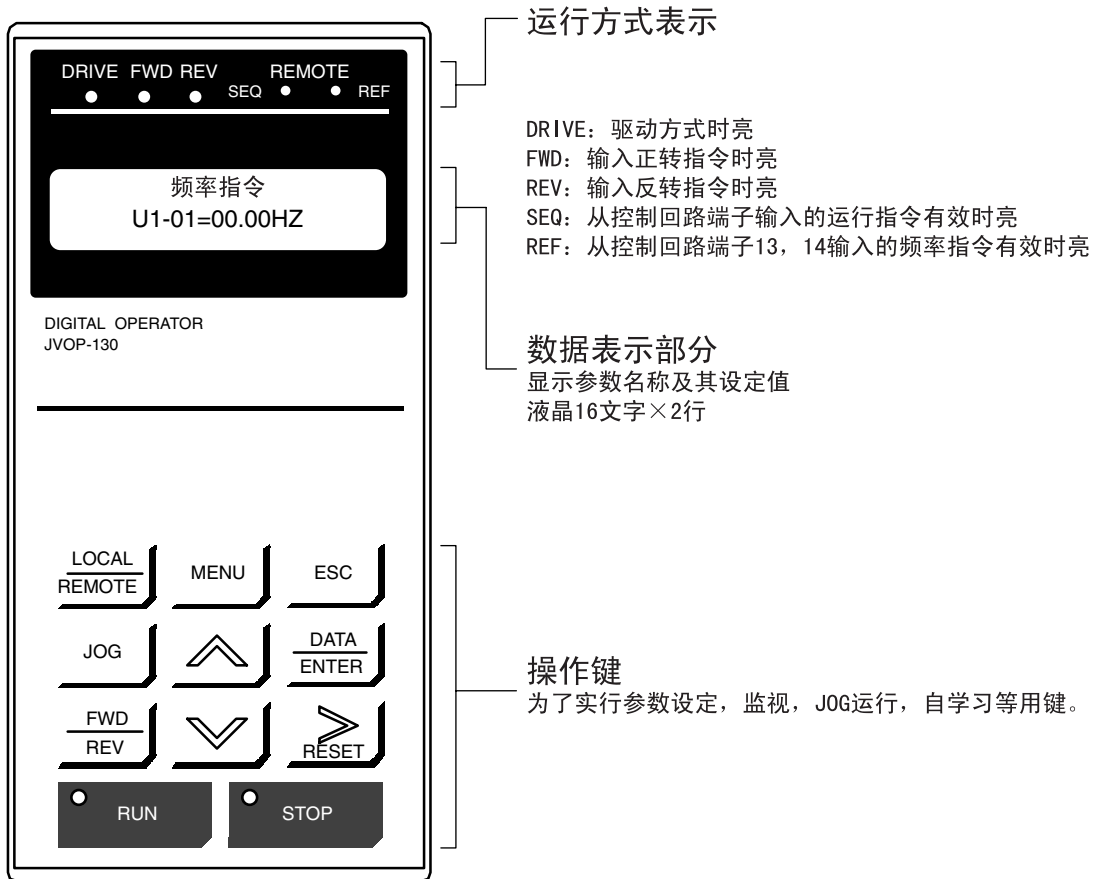 运行方式表示
DRIVE FWD REV REMOTE
SEQ REF
DRIVE：驱动方式时亮
FWD：输入正转指令时亮
REV：输入反转指令时亮
SEQ：从控制回路端子输入的运行指令有效时亮
REF：从控制回路端子13，14输入的频率指令有效时亮
频率指令
U1-01=00.00HZ
DIGITAL OPERATOR
JVOP-130
数据表示部分
显示参数名称及其设定值
液晶16文字×2行
LOCAL
REMOTE
MENU
ESC
JOG
DATA
ENTER
FWD
REV
RESET
RUN
STOP
操作键
为了实行参数设定，监视，JOG运行，自学习等用键。